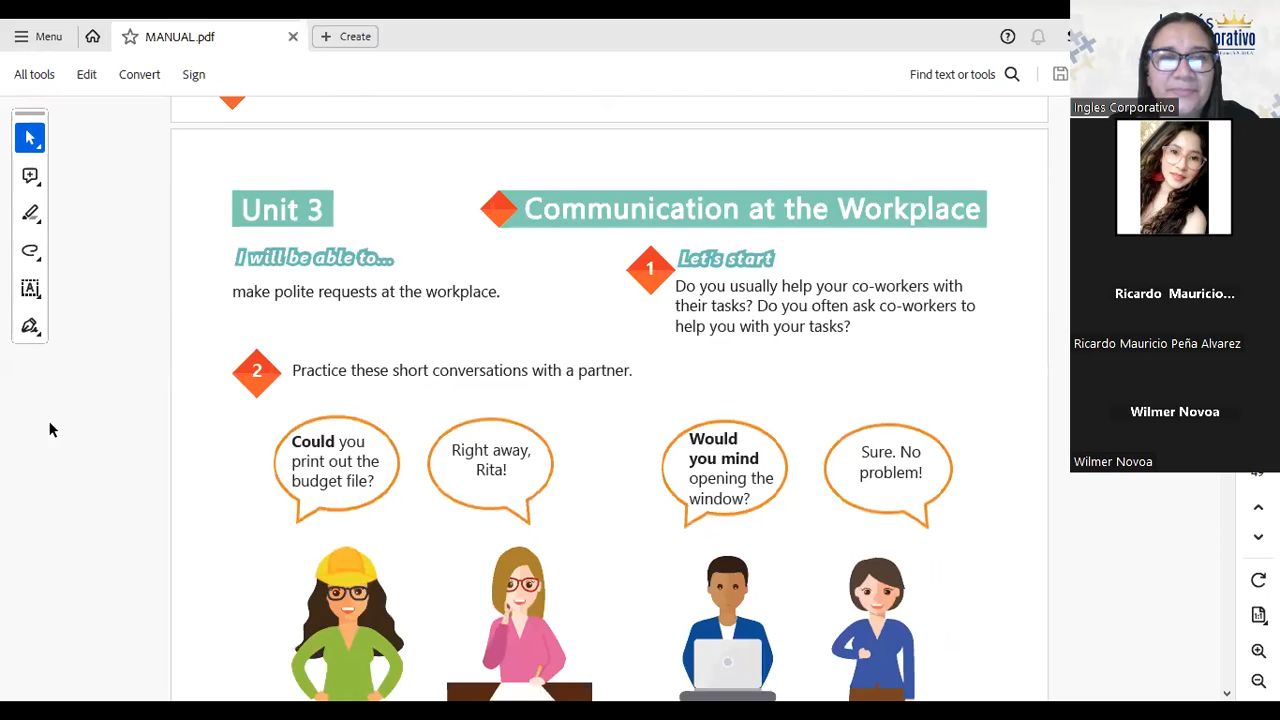 Menu
MANUAL.pdf
Create
All tools
Edit
Convert
Sign
Find text or tools
Unit 3
Communication at the Workplace
I will be able to...
make polite requests at the workplace.
1
Let's start
Do you usually help your co-workers with
their tasks? Do you often ask co-workers to
help you with your tasks?
2
Practice these short conversations with a partner.
Could you
print out the
budget file?
Right away,
Rita!
Would
you mind
opening the
window?
Sure. No
problem!
Ingles Corporativo
Ricardo Mauricio...
Ricardo Mauricio Peña Alvarez
Wilmer Novoa
Wilmer Novoa